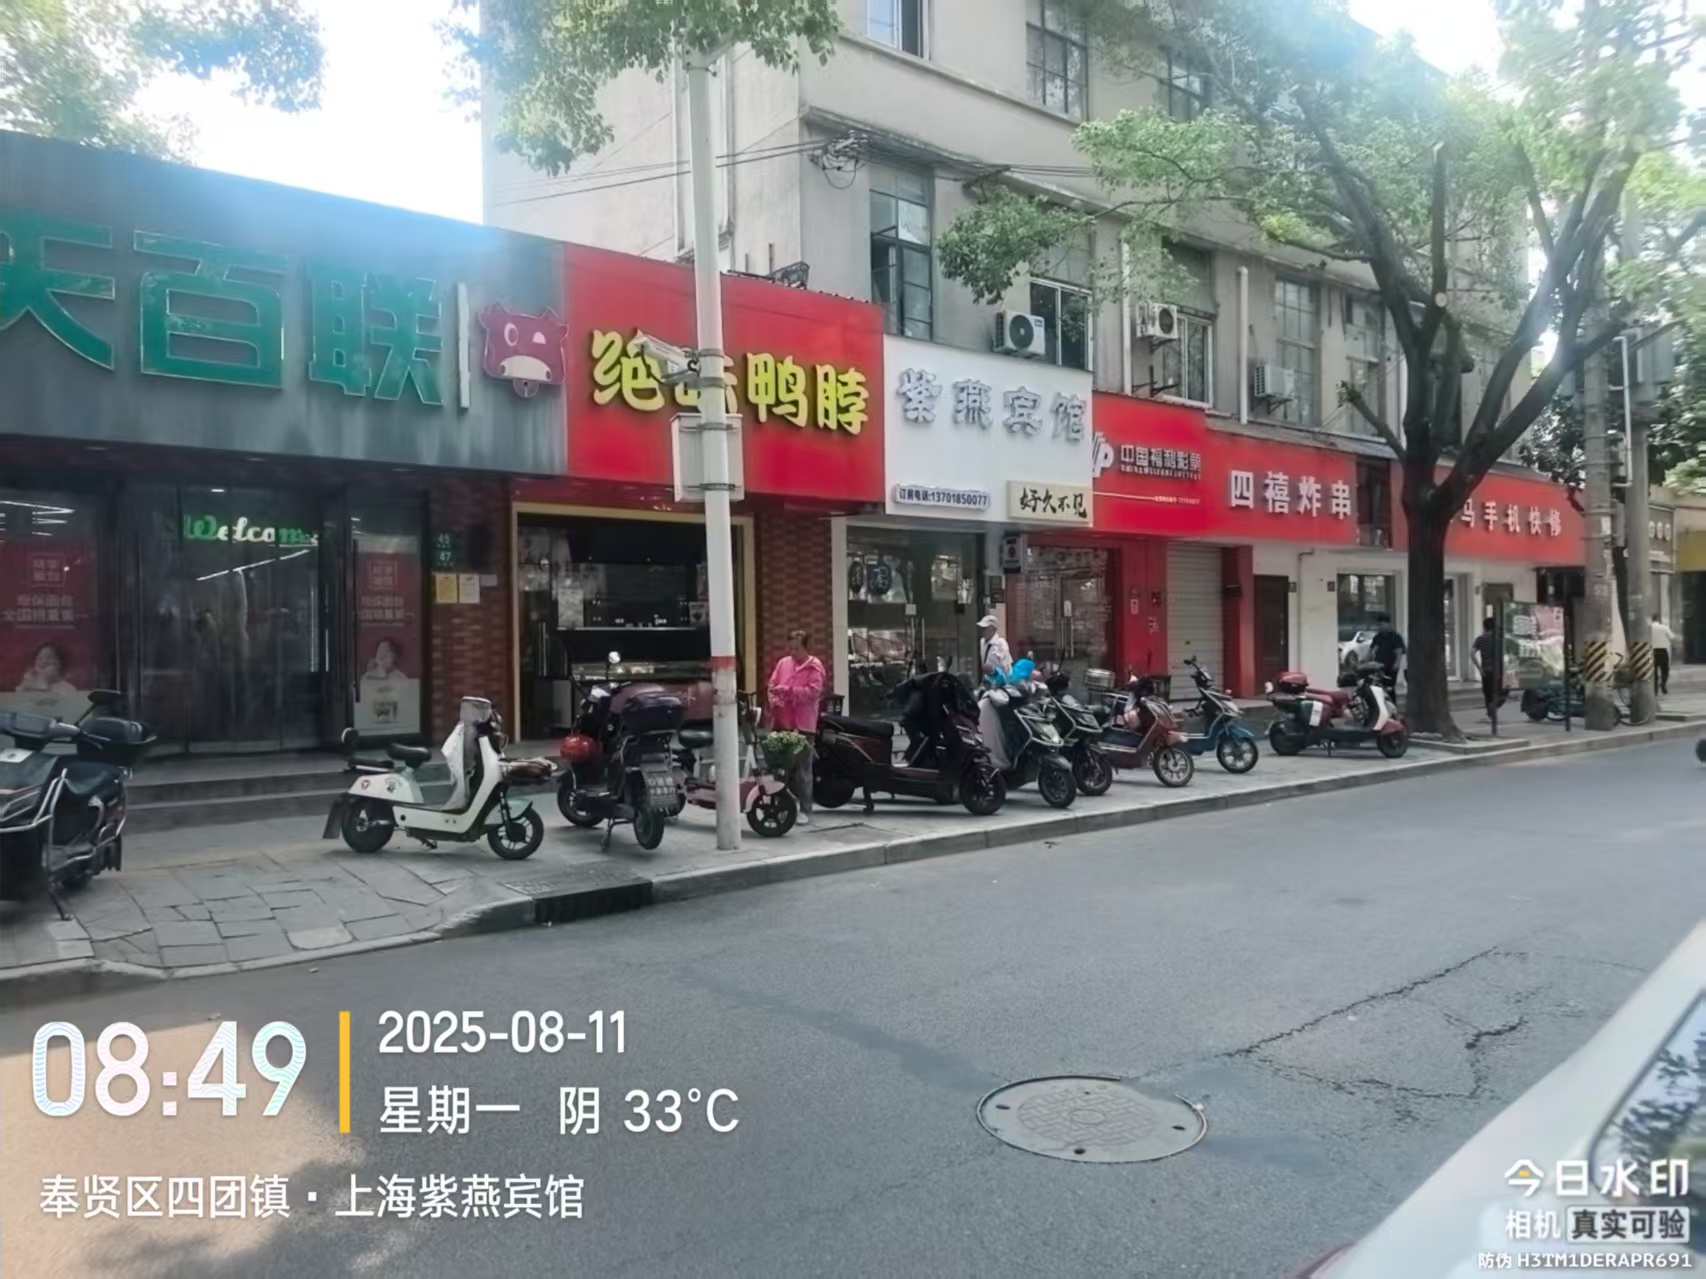 天百联
绝味鸭脖
紫燕宾馆
订房电话:13701850077
好久不见
中国福利彩票
四禧炸串
马手机快修
Welcome
45
47
08:49
2025-08-11
星期一 阴 33°C
奉贤区四团镇·上海紫燕宾馆
今日水印
相机 真实可验
防伪 H3TM1DERAPR691